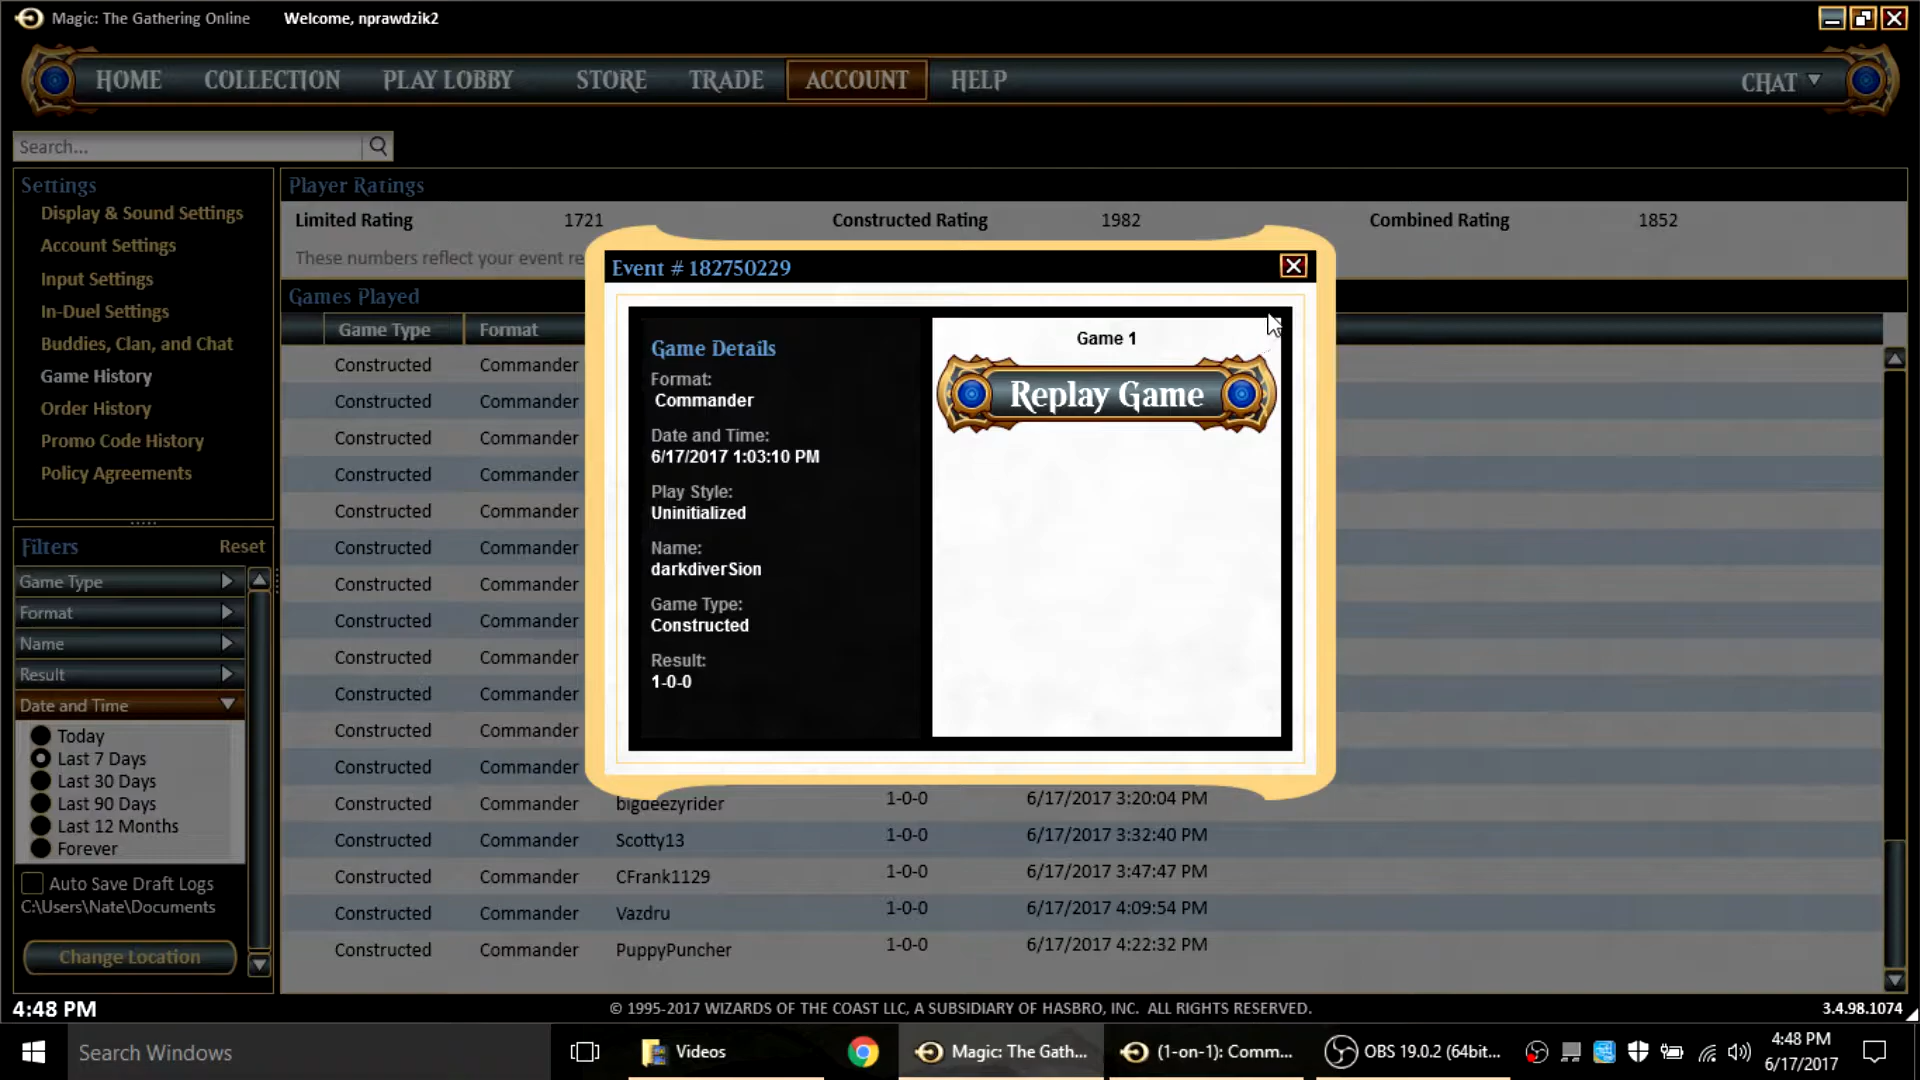 Magic: The Gathering Online Welcome, nprawdzik2
HOME COLLECTION PLAY LOBBY STORE TRADE ACCOUNT HELP CHAT
Search...
Settings
Display & Sound Settings
Account Settings
Input Settings
In-Duel Settings
Buddies, Clan, and Chat
Game History
Order History
Promo Code History
Policy Agreements
Filters Reset
Game Type
Format
Name
Result
Date and Time
Today
Last 7 Days
Last 30 Days
Last 90 Days
Last 12 Months
Forever
Auto Save Draft Logs
C:\Users\Nate\Documents
Change Location
Player Ratings
Limited Rating 1721 Constructed Rating 1982 Combined Rating 1852
These numbers reflect your event re
Games Played
Game Type Format
Constructed Commander
Constructed Commander
Constructed Commander
Constructed Commander
Constructed Commander
Constructed Commander
Constructed Commander
Constructed Commander
Constructed Commander
Constructed Commander
Constructed Commander
Constructed Commander
Constructed Commander bigdeezyrider 1-0-0 6/17/2017 3:20:04 PM
Constructed Commander Scotty13 1-0-0 6/17/2017 3:32:40 PM
Constructed Commander CFrank1129 1-0-0 6/17/2017 3:47:47 PM
Constructed Commander Vazdru 1-0-0 6/17/2017 4:09:54 PM
Constructed Commander PuppyPuncher 1-0-0 6/17/2017 4:22:32 PM
Event # 182750229
Game Details
Format:
Commander
Date and Time:
6/17/2017 1:03:10 PM
Play Style:
Uninitialized
Name:
darkdiverSion
Game Type:
Constructed
Result:
1-0-0
Game 1
Replay Game
4:48 PM © 1995-2017 WIZARDS OF THE COAST LLC, A SUBSIDIARY OF HASBRO, INC. ALL RIGHTS RESERVED. 3.4.98.1074
Search Windows Videos Magic: The Gath... (1-on-1): Comm... OBS 19.0.2 (64bit... 4:48 PM
6/17/2017